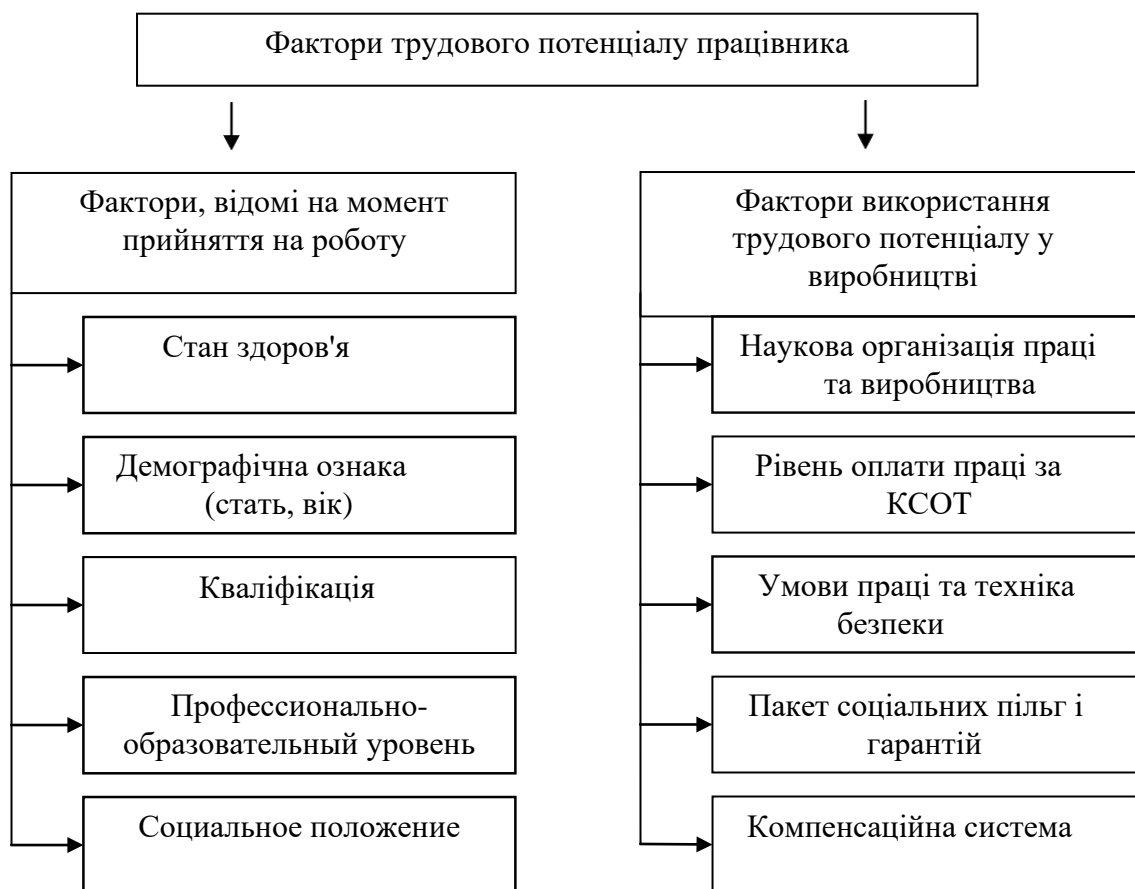 Фактори трудового потенціалу працівника
Фактори, відомі на момент
прийняття на роботу
Стан здоров'я
Демографічна ознака
(стать, вік)
Кваліфікація
Профессионально-
образовательный уровень
Социальное положение
Фактори використання
трудового потенціалу у
виробництві
Наукова організація праці
та виробництва
Рівень оплати праці за
КСОТ
Умови праці та техніка
безпеки
Пакет соціальних пільг і
гарантій
Компенсаційна система